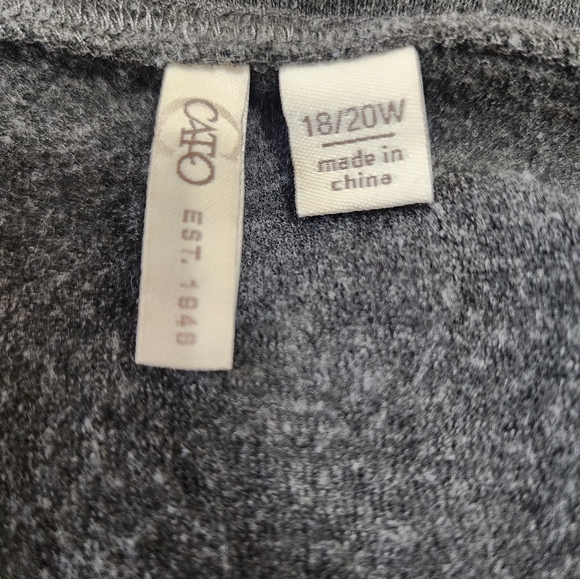 CATO
EST. 1946
18/20W
made in
china